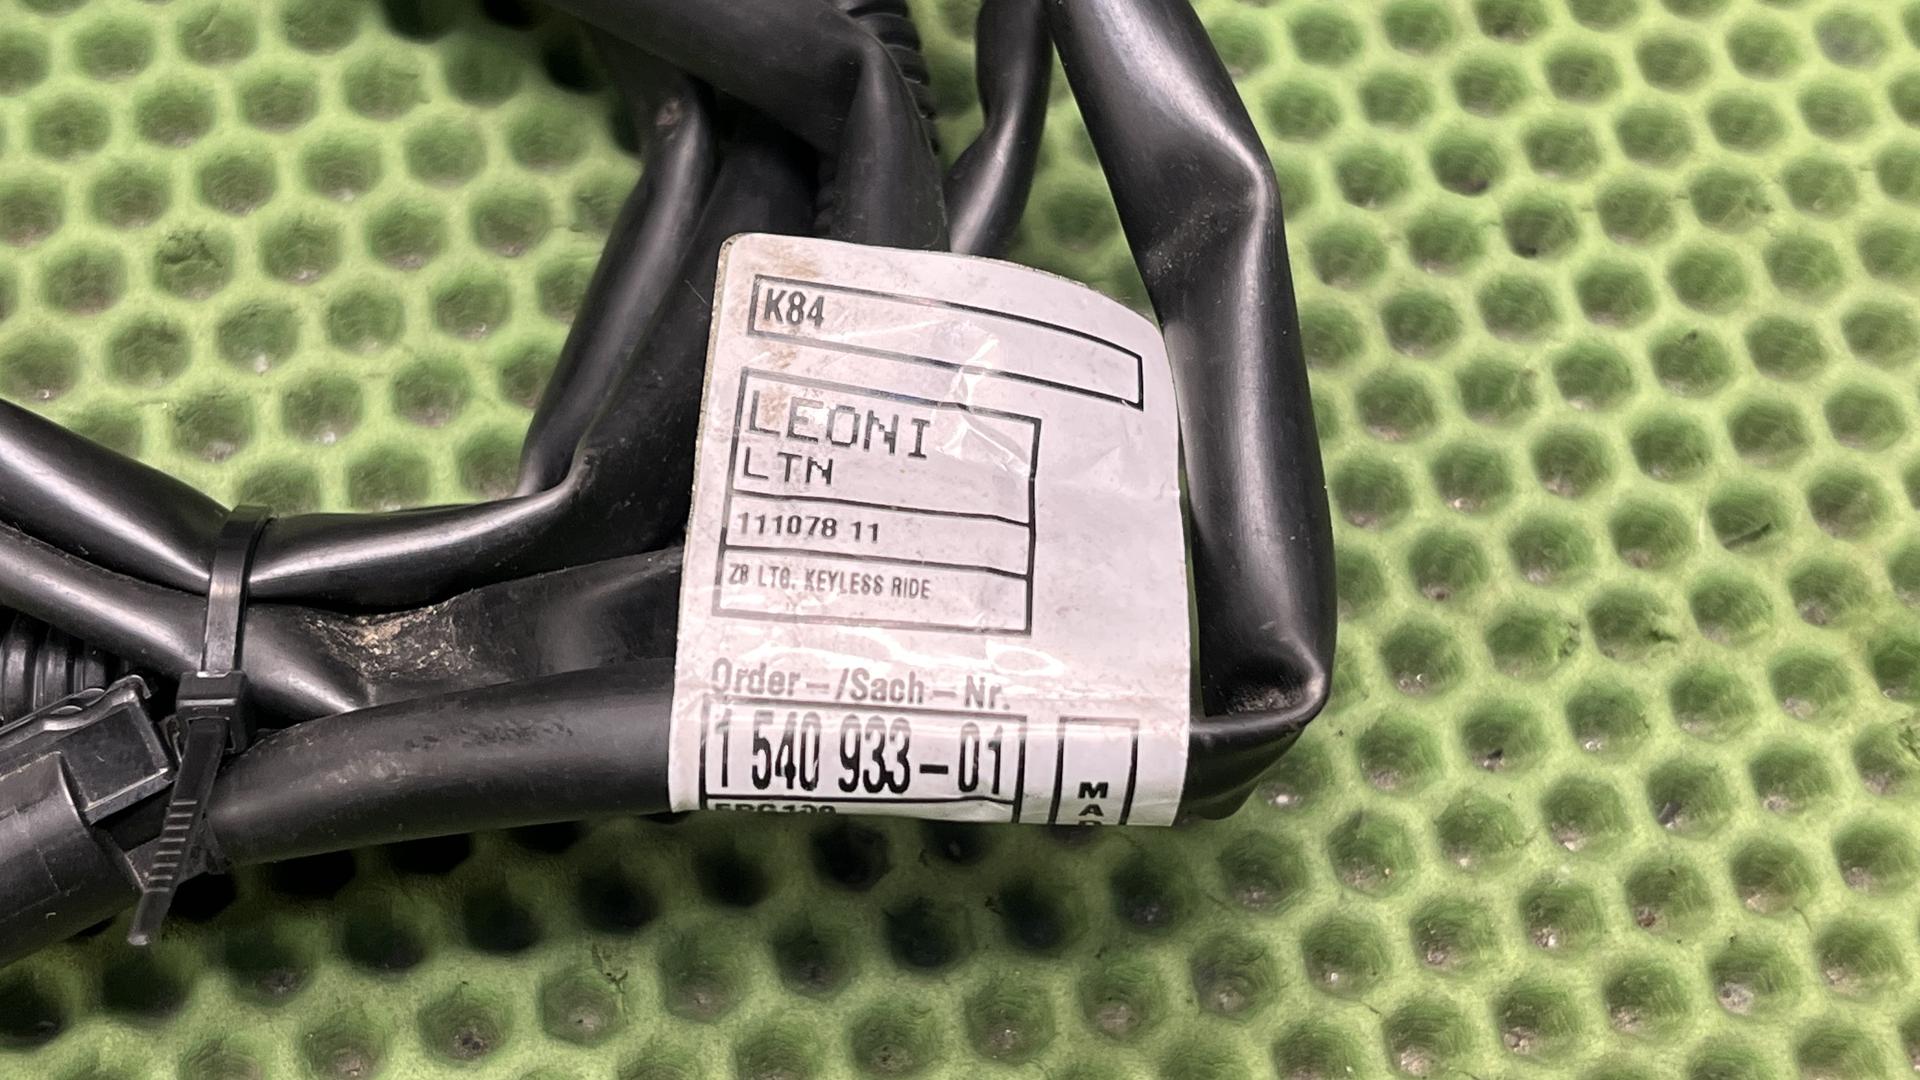 K84
LEONI
LTN
111078 11
ZB LTG. KEYLESS RIDE
Order-/Sach-Nr.
1 540 933-01